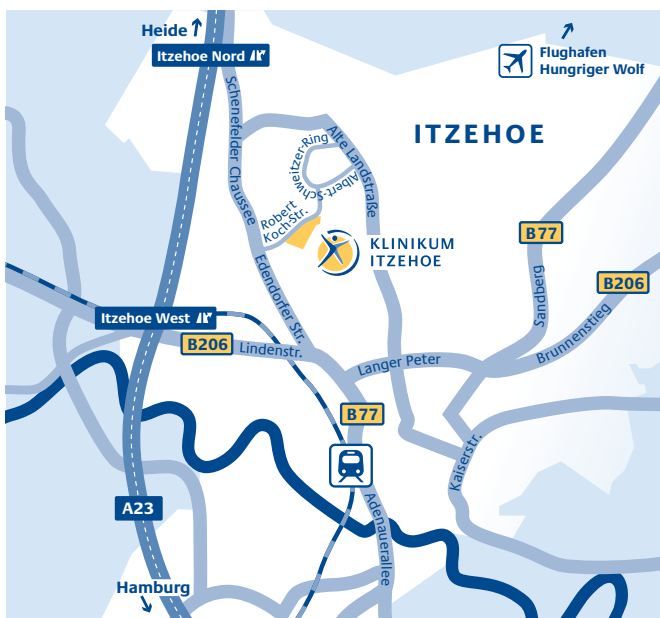 Heide
Itzehoe Nord
Flughafen
Hungriger Wolf
ITZEHOE
Schenefelder Chaussee
Alte Landstraße
Albert-Schweitzer-Ring
Robert
Koch-Str.
KLINIKUM
ITZEHOE
B77
B206
Edendorfer Str.
Sandberg
Itzehoe West
B206
Lindenstr.
Langer Peter
Brunnenstieg
B77
Kaiserstr.
A23
Adenauerallee
Hamburg